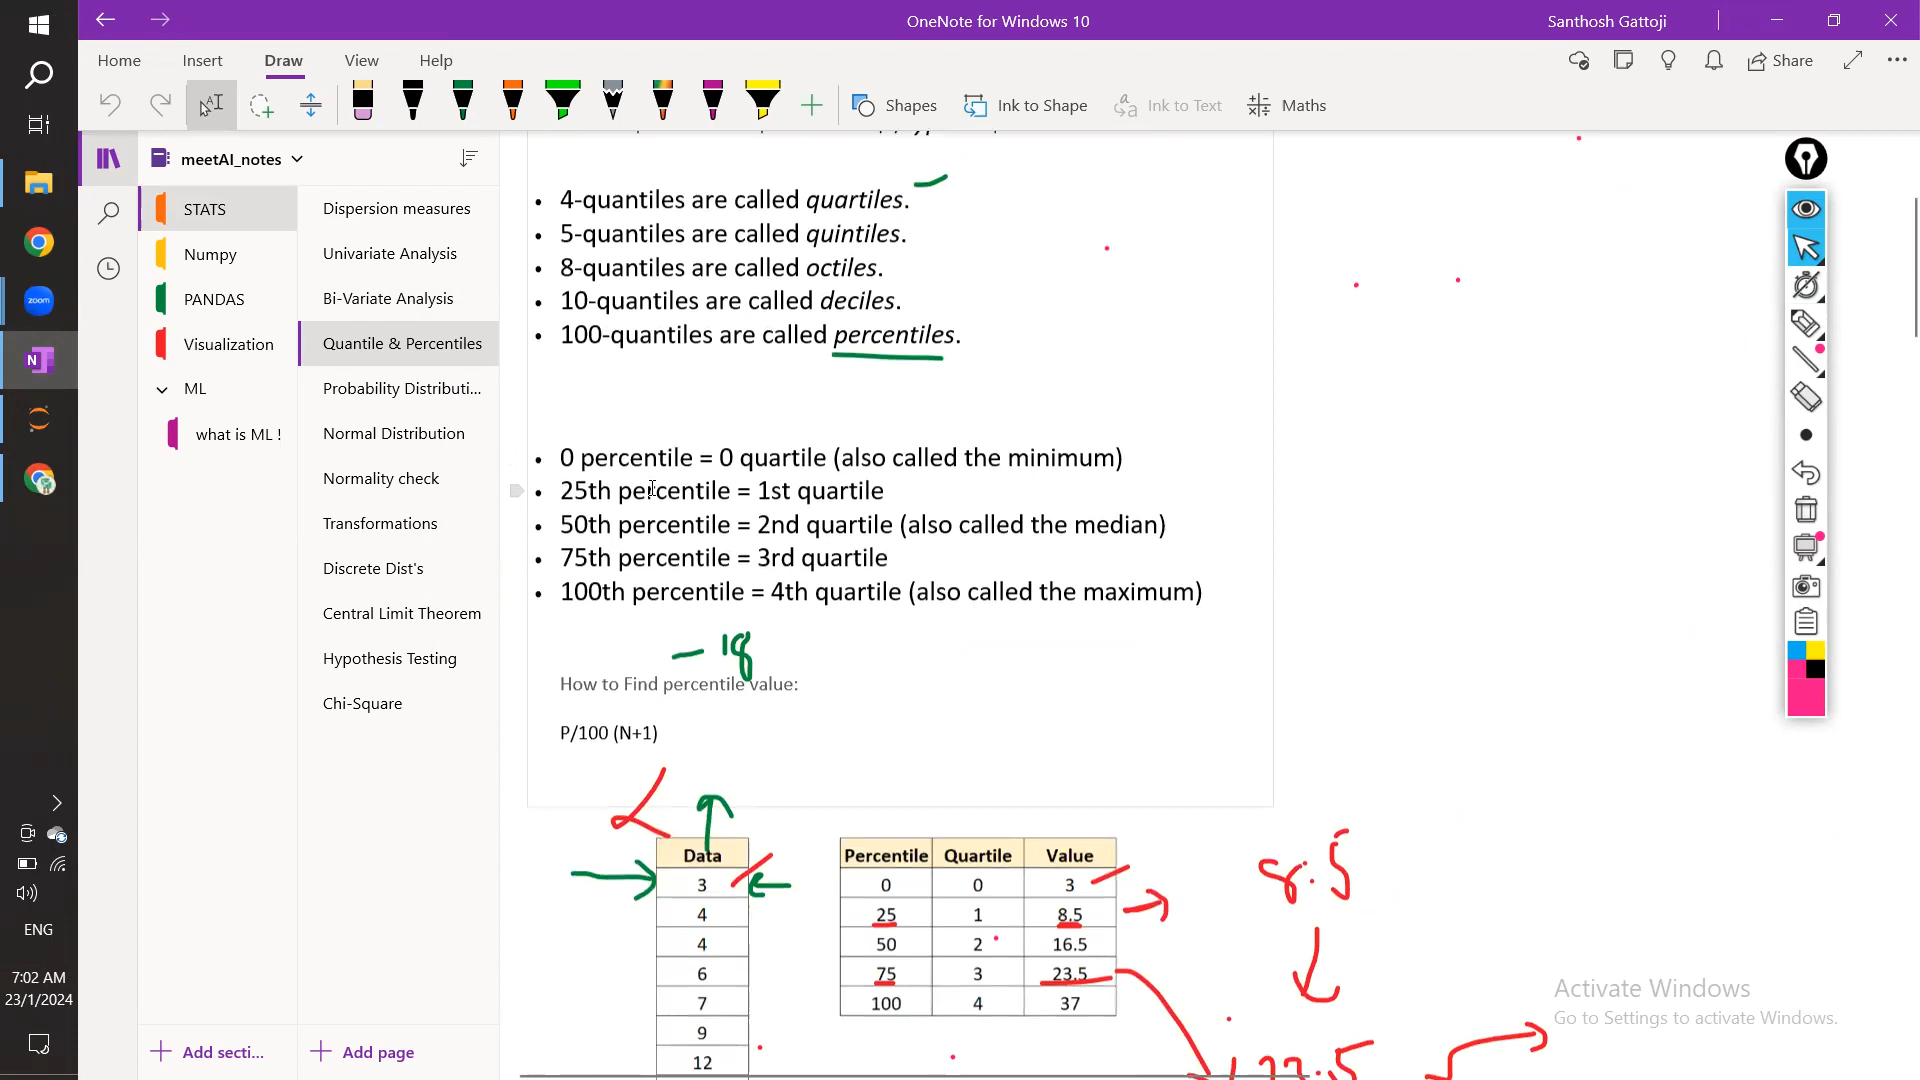 OneNote for Windows 10
Santhosh Gattoji
Home
Insert
Draw
View
Help
Share
Shapes
Ink to Shape
Ink to Text
Maths
meetAI_notes
STATS
Numpy
PANDAS
Visualization
ML
what is ML !
Dispersion measures
Univariate Analysis
Bi-Variate Analysis
Quantile & Percentiles
Probability Distributi...
Normal Distribution
Normality check
Transformations
Discrete Dist's
Central Limit Theorem
Hypothesis Testing
Chi-Square
Add secti...
Add page
• 4-quantiles are called quartiles.
• 5-quantiles are called quintiles.
• 8-quantiles are called octiles.
• 10-quantiles are called deciles.
• 100-quantiles are called percentiles.
• 0 percentile = 0 quartile (also called the minimum)
• 25th percentile = 1st quartile
• 50th percentile = 2nd quartile (also called the median)
• 75th percentile = 3rd quartile
• 100th percentile = 4th quartile (also called the maximum)
How to Find percentile value:
P/100 (N+1)
Data
3
4
4
6
7
9
12
Percentile Quartile Value
0 0 3
25 1 8.5
50 2 16.5
75 3 23.5
100 4 37
8.5
zoom
N
ENG
7:02 AM
23/1/2024
Activate Windows
Go to Settings to activate Windows.